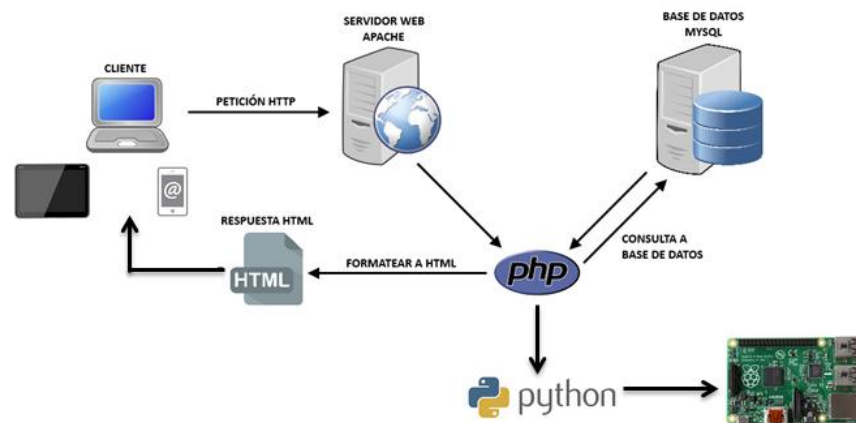 SERVIDOR WEB
APACHE
BASE DE DATOS
MYSQL
CLIENTE
PETICIÓN HTTP
@
RESPUESTA HTML
HTML
FORMATEAR A HTML
php
CONSULTA A
BASE DE DATOS
python